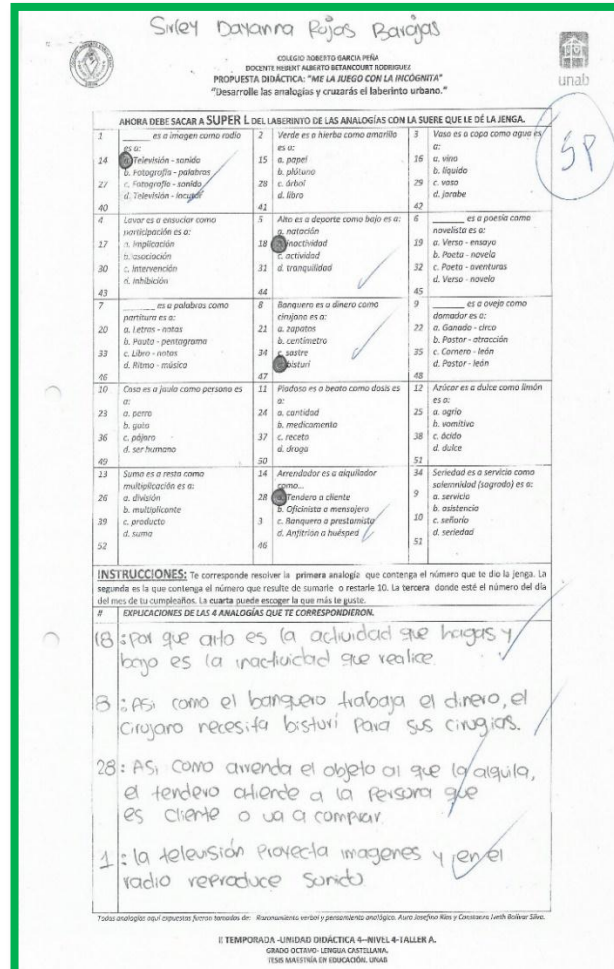 Sirley Dayanna Rojas Barajas
unab
COLEGIO ROBERTO GARCIA PEÑA
DOCENTE HEBERT ALBERTO BETANCOURT RODRIGUEZ
PROPUESTA DIDÁCTICA: "ME LA JUEGO CON LA INCÓGNITA"
"Desarrolle las analogías y cruzarás el laberinto urbano."
5P
AHORA DEBE SACAR A SUPER L DEL LABERINTO DE LAS ANALOGÍAS CON LA SUERE QUE LE DÉ LA JENGA.
1 ______ es a imagen como radio es a:
14 a. Televisión - sonido
b. Fotografía - palabras
27 c. Fotografía - sonido
d. Televisión -
40
2 Verde es a hierba como amarillo es a:
15 a. papel
b. plátano
28 c. árbol
d. libro
41
3 Vaso es a copa como agua es a:
16 a. vino
b. líquido
29 c. vaso
d. jarabe
42
4 Lavar es a ensuciar como participación es a:
17 a. implicación
b. asociación
30 c. intervención
d. inhibición
43
5 Alto es a deporte como bajo es a:
a. natación
18 b. inactividad
c. actividad
31 d. tranquilidad
44
6 ______ es a poesía como novelista es a:
19 a. Verso - ensayo
b. Poeta - novela
32 c. Poeta - aventuras
d. Verso - novela
45
7 ______ es a palabras como partitura es a:
20 a. Letras - notas
b. Pauta - pentagrama
33 c. Libro - notas
d. Ritmo - música
46
8 Banquero es a dinero como cirujano es a:
21 a. zapatos
b. centímetro
34 c. sastre
d. bisturí
47
9 ______ es a oveja como domador es a:
22 a. Ganado - circo
b. Pastor - atracción
35 c. Carnero - león
d. Pastor - león
48
10 Casa es a jaula como persona es a:
23 a. perro
b. gato
36 c. pájaro
d. ser humano
49
11 Piadoso es a beato como dosis es a:
24 a. cantidad
b. medicamento
37 c. receta
d. droga
50
12 Azúcar es a dulce como limón es a:
25 a. agrio
b. vomitivo
38 c. ácido
d. dulce
51
13 Suma es a resta como multiplicación es a:
26 a. división
b. multiplicante
39 c. producto
d. suma
52
14 Arrendador es a alquilador como...
28 a. Tendero a cliente
b. Oficinista a mensajero
3 c. Banquero a prestamista
d. Anfitrión a huésped
46
34 Seriedad es a servicio como solemnidad (sagrado) es a:
9 a. servicio
b. asistencia
10 c. señorío
d. seriedad
51
INSTRUCCIONES: Te corresponde resolver la primera analogía que contenga el número que te dio la jenga. La
segunda es la que contenga el número que resulte de sumarle o restarle 10. La tercera donde esté el número del día
del mes de tu cumpleaños. La cuarta puede escoger la que más te guste.
# EXPLICACIONES DE LAS 4 ANALOGÍAS QUE TE CORRESPONDIERON.
18: por que alto es la actividad que hagas y
bajo es la inactividad que realice.
8: Asi como el banquero trabaja el dinero, el
cirujano necesita bisturi para sus cirugias.
28: Asi como arrenda el objeto al que lo alquila,
el tendero atiende a la persona que
es cliente o va a comprar
1: la televisión proyecta imagenes y en el
radio reproduce sonido
Todas analogías aquí expuestas fueron tomadas de: Razonamiento verbal y pensamiento analógico. Aura Josefina Rios y Constanza Iveth Bolívar Silva.
II TEMPORADA -UNIDAD DIDÁCTICA 4--NIVEL 4-TALLER A.
GRADO OCTAVO- LENGUA CASTELLANA.
TESIS MAESTRÍA EN EDUCACIÓN. UNAB